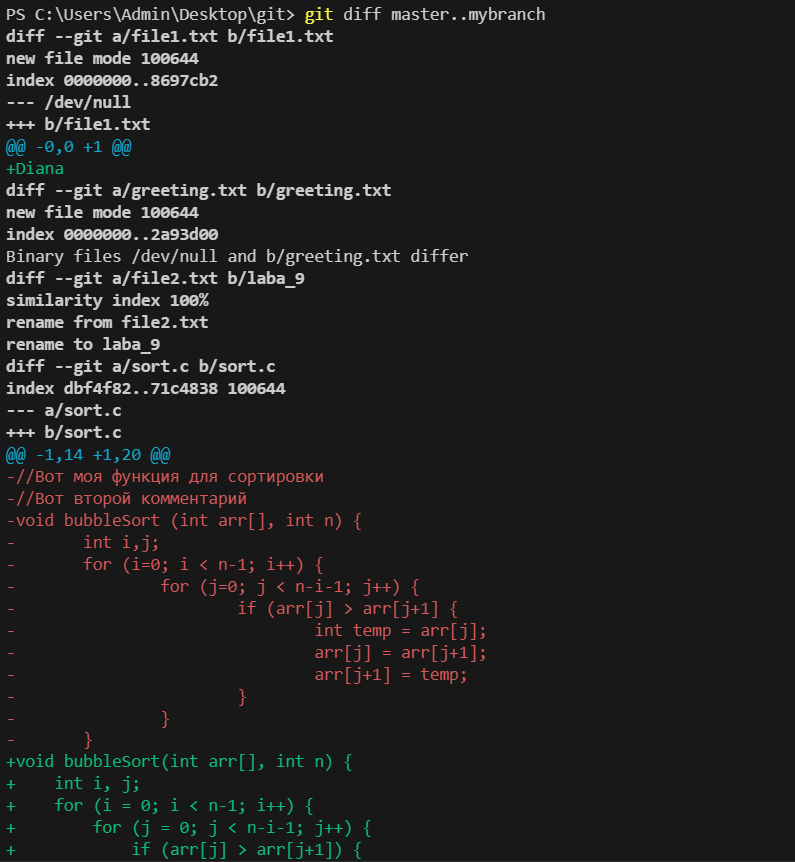 PS C:\Users\Admin\Desktop\git> git diff master..mybranch
diff --git a/file1.txt b/file1.txt
new file mode 100644
index 0000000..8697cb2
--- /dev/null
+++ b/file1.txt
@@ -0,0 +1 @@
+Diana
diff --git a/greeting.txt b/greeting.txt
new file mode 100644
index 0000000..2a93d00
Binary files /dev/null and b/greeting.txt differ
diff --git a/file2.txt b/laba_9
similarity index 100%
rename from file2.txt
rename to laba_9
diff --git a/sort.c b/sort.c
index dbf4f82..71c4838 100644
--- a/sort.c
+++ b/sort.c
@@ -1,14 +1,20 @@
-//Вот моя функция для сортировки
-//Вот второй комментарий
-void bubbleSort (int arr[], int n) {
-       int i,j;
-       for (i=0; i < n-1; i++) {
-               for (j=0; j < n-i-1; j++) {
-                       if (arr[j] > arr[j+1] {
-                               int temp = arr[j];
-                               arr[j] = arr[j+1];
-                               arr[j+1] = temp;
-                       }
-               }
-       }
+void bubbleSort(int arr[], int n) {
+    int i, j;
+    for (i = 0; i < n-1; i++) {
+        for (j = 0; j < n-i-1; j++) {
+            if (arr[j] > arr[j+1]) {